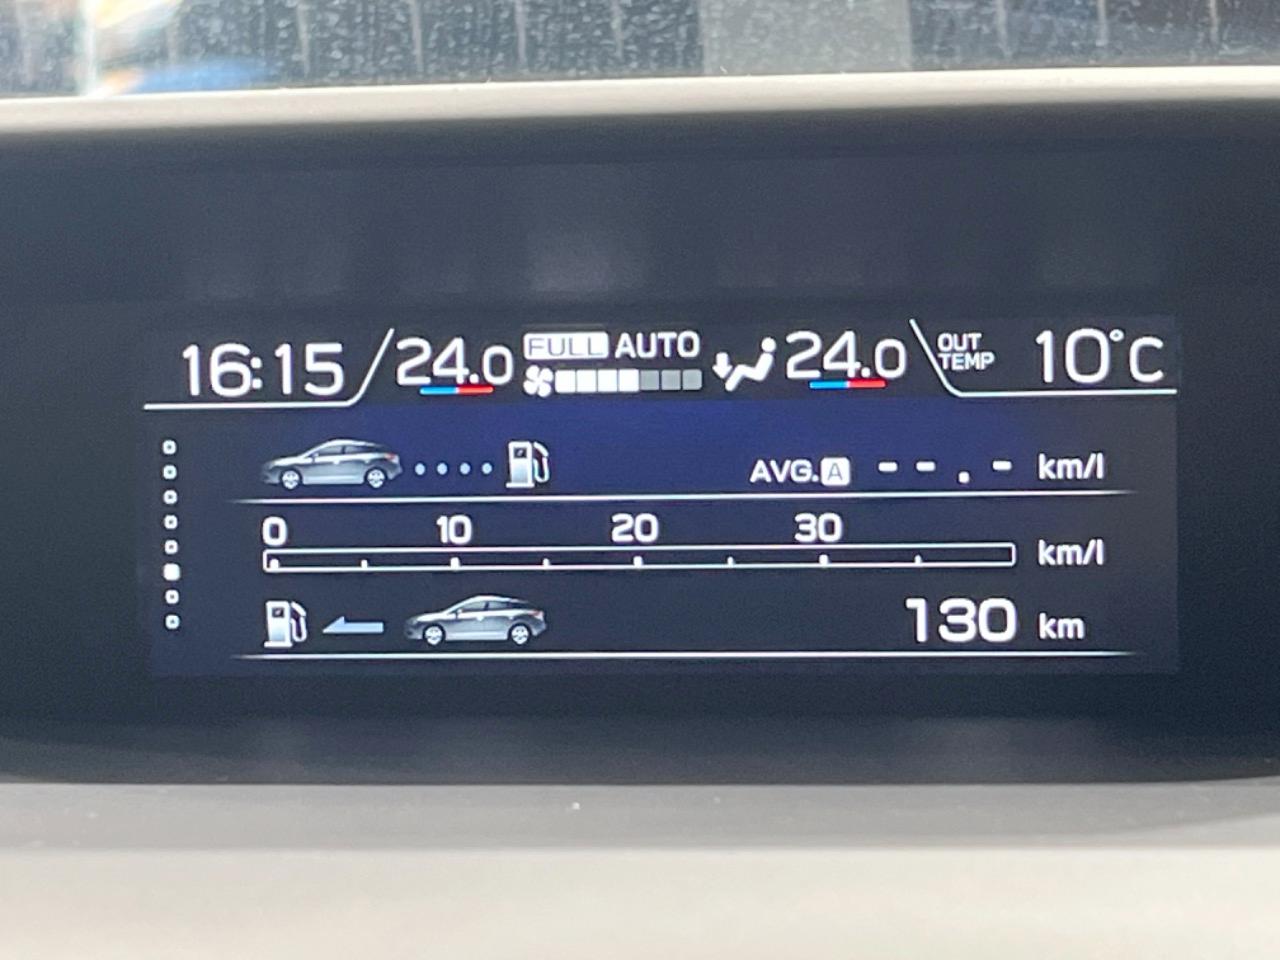 16:15 24.0 FULL AUTO 24.0 OUT TEMP 10°C
AVG.A --.- km/l
0 10 20 30
km/l
130 km